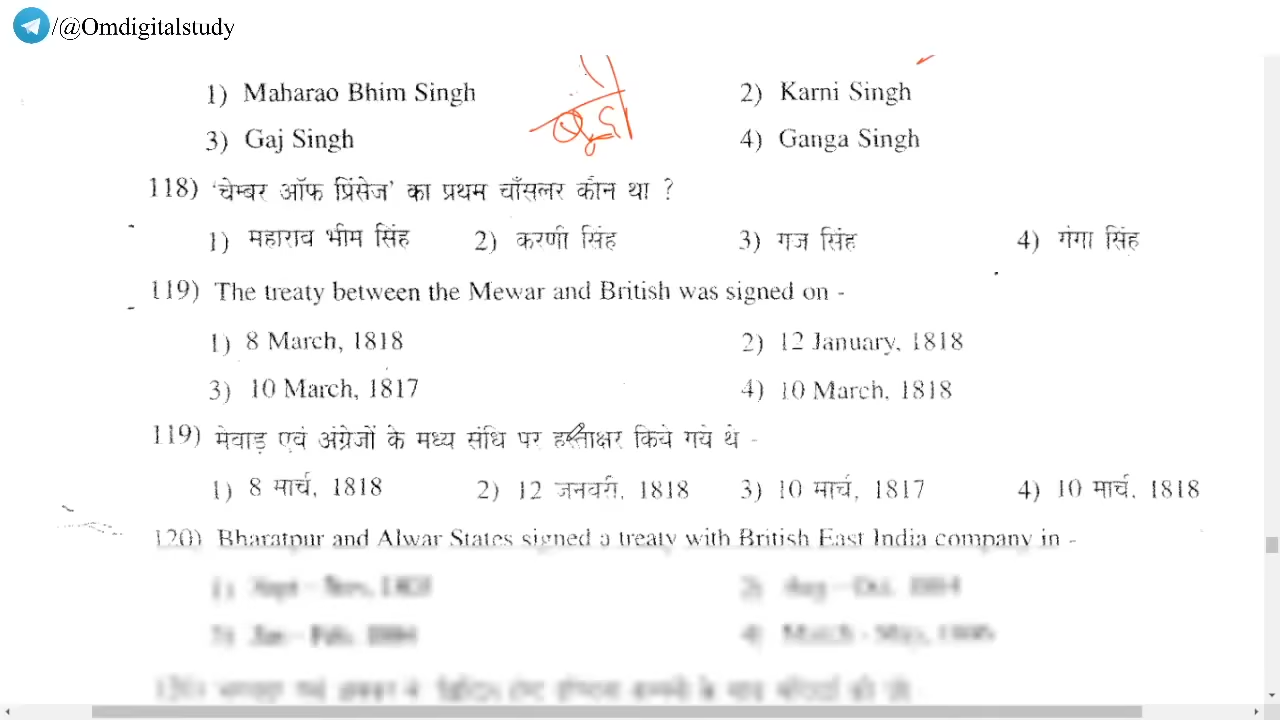 /@Omdigitalstudy
1) Maharao Bhim Singh 2) Karni Singh
बूंदी
3) Gaj Singh 4) Ganga Singh
118) 'चेम्बर ऑफ प्रिंसेज' का प्रथम चाँसलर कौन था ?
1) महाराव भीम सिंह 2) करणी सिंह 3) गज सिंह 4) गंगा सिंह
119) The treaty between the Mewar and British was signed on -
1) 8 March, 1818 2) 12 January, 1818
3) 10 March, 1817 4) 10 March, 1818
119) मेवाड़ एवं अंग्रेजों के मध्य संधि पर हस्ताक्षर किये गये थे -
1) 8 मार्च, 1818 2) 12 जनवरी, 1818 3) 10 मार्च, 1817 4) 10 मार्च, 1818
120) Bharatpur and Alwar States signed a treaty with British East India company in -